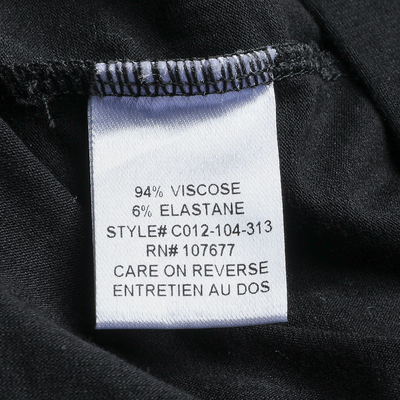 94% VISCOSE
6% ELASTANE
STYLE# C012-104-313
RN# 107677
CARE ON REVERSE
ENTRETIEN AU DOS